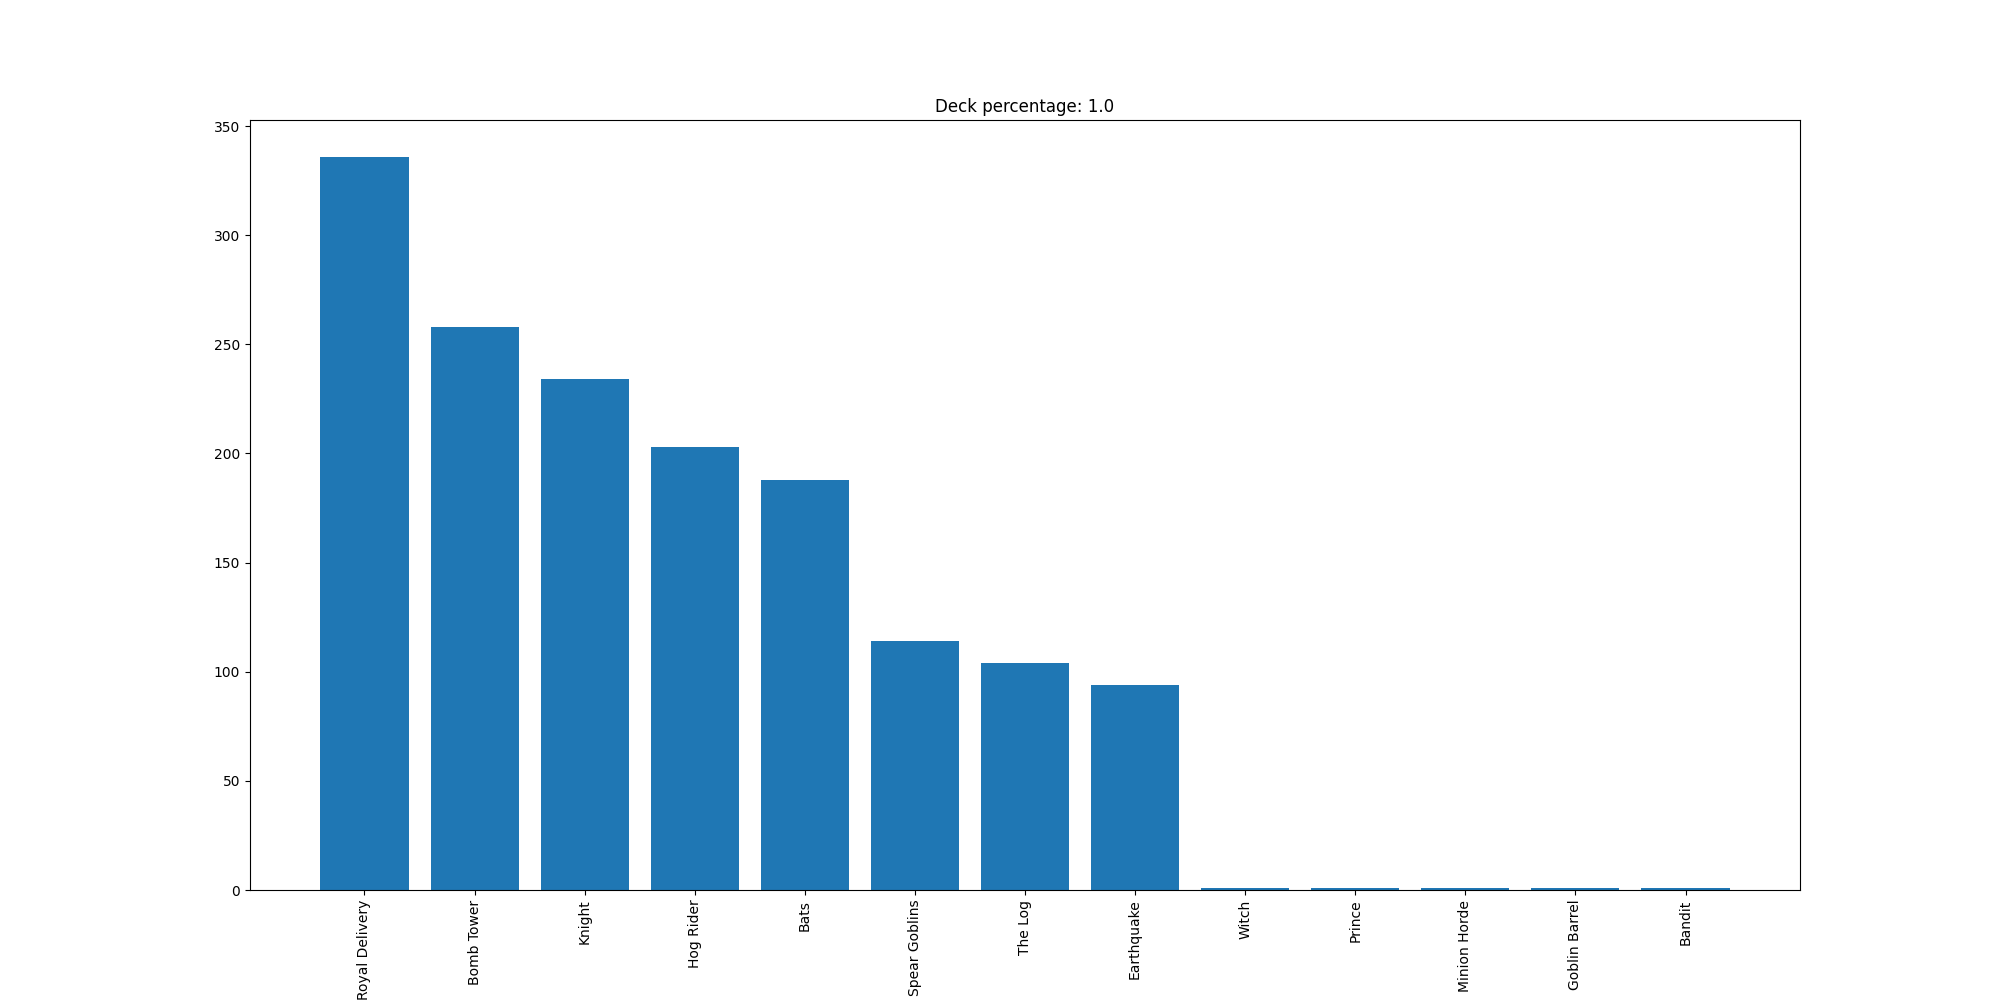 Deck percentage: 1.0
350
300
250
200
150
100
50
0
Royal Delivery
Bomb Tower
Knight
Hog Rider
Bats
Spear Goblins
The Log
Earthquake
Witch
Prince
Minion Horde
Goblin Barrel
Bandit